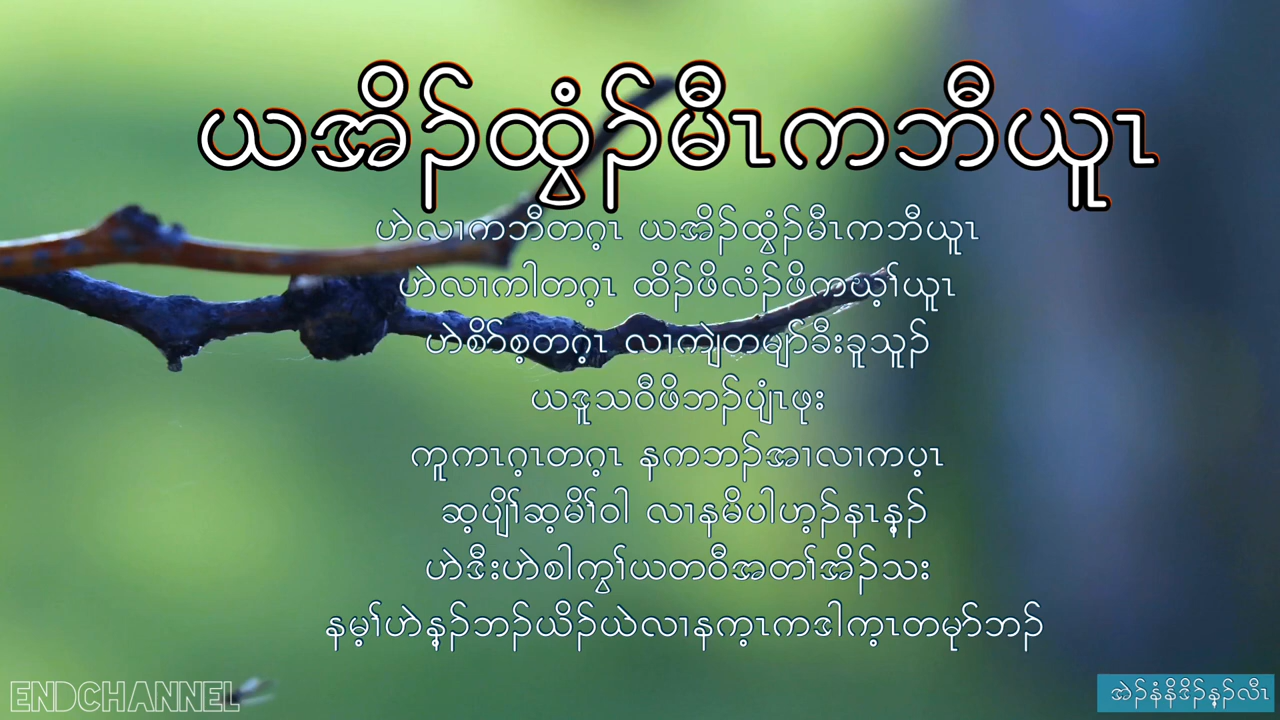 ယအိၣ်ထွံၣ်မီၤကဘီယူၤ
ဟဲလၢကဘီတဂ့ၤ ယအိၣ်ထွံၣ်မီၤကဘီယူၤ
ဟဲလၢကါတဂ့ၤ ထိၣ်ဖိလံၣ်ဖိကဃ့ၢ်ယူၤ
ဟဲစိာ်စ့တဂ့ၤ လၢကျဲတမျာ်ခီးခူသူၣ်
ယဒူသဝီဖိဘၣ်ပျံၤဖုး
ကူကၤဂ့ၤတဂ့ၤ နကဘၣ်အၢလၢကပ့ၤ
ဆ့ပျိၢ်ဆ့မိၢ်ဝါ လၢနမိပါဟ့ၣ်နၤန့ၣ်
ဟဲဒီးဟဲစါကွၢ်ယတဝီအတၢ်အိၣ်သး
နမ့ၢ်ဟဲန့ၣ်ဘၣ်ယိၣ်ယဲလၢနက့ၤကဒါက့ၤတမုာ်ဘၣ်
ENDCHANNEL
အဲၣ်နံနိဒိၣ်န့ၣ်လီၤ